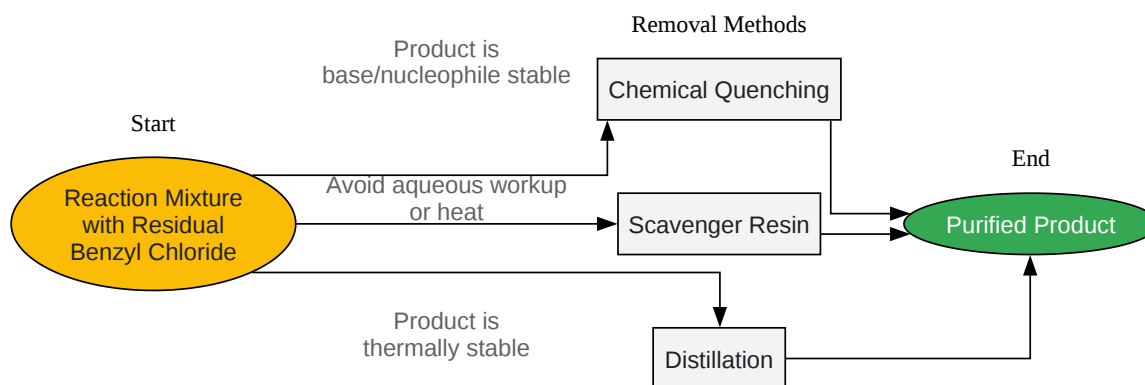 Removal Methods
Product is
base/nucleophile stable
Chemical Quenching
Start
End
Reaction Mixture
with Residual
Benzyl Chloride
Avoid aqueous workup
or heat
Scavenger Resin
Purified Product
Product is
thermally stable
Distillation